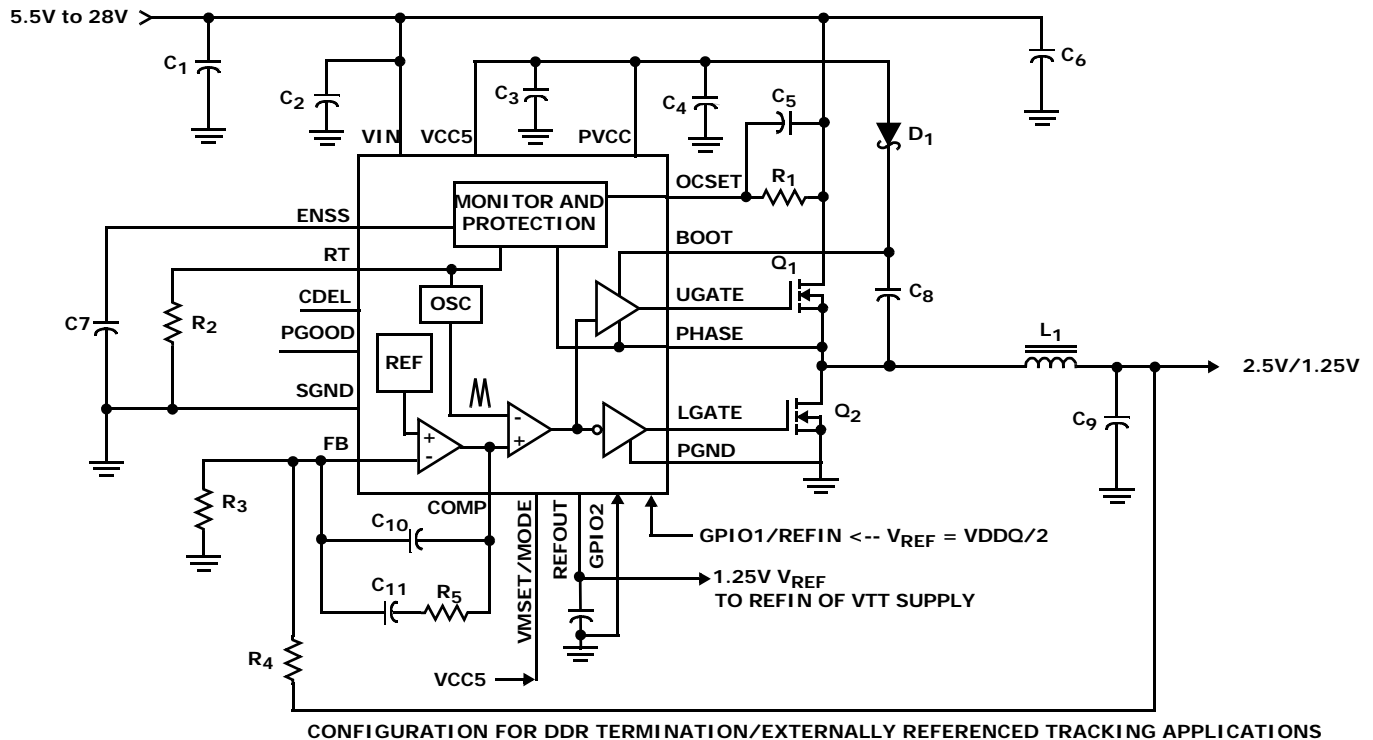 5.5V to 28V
C1
C2
C3
C4
C5
C6
D1
VIN
VCC5
PVCC
OCSET
R1
MONITOR AND
PROTECTION
ENSS
BOOT
RT
Q1
CDEL
OSC
UGATE
C8
C7
R2
PGOOD
PHASE
L1
REF
2.5V/1.25V
SGND
LGATE
Q2
C9
-
+
+
-
FB
PGND
R3
COMP
VMSET/MODE
REFOUT
GPIO2
C10
GPIO1/REFIN <-- VREF = VDDQ/2
C11
R5
1.25V VREF
TO REFIN OF VTT SUPPLY
R4
VCC5
CONFIGURATION FOR DDR TERMINATION/EXTERNALLY REFERENCED TRACKING APPLICATIONS